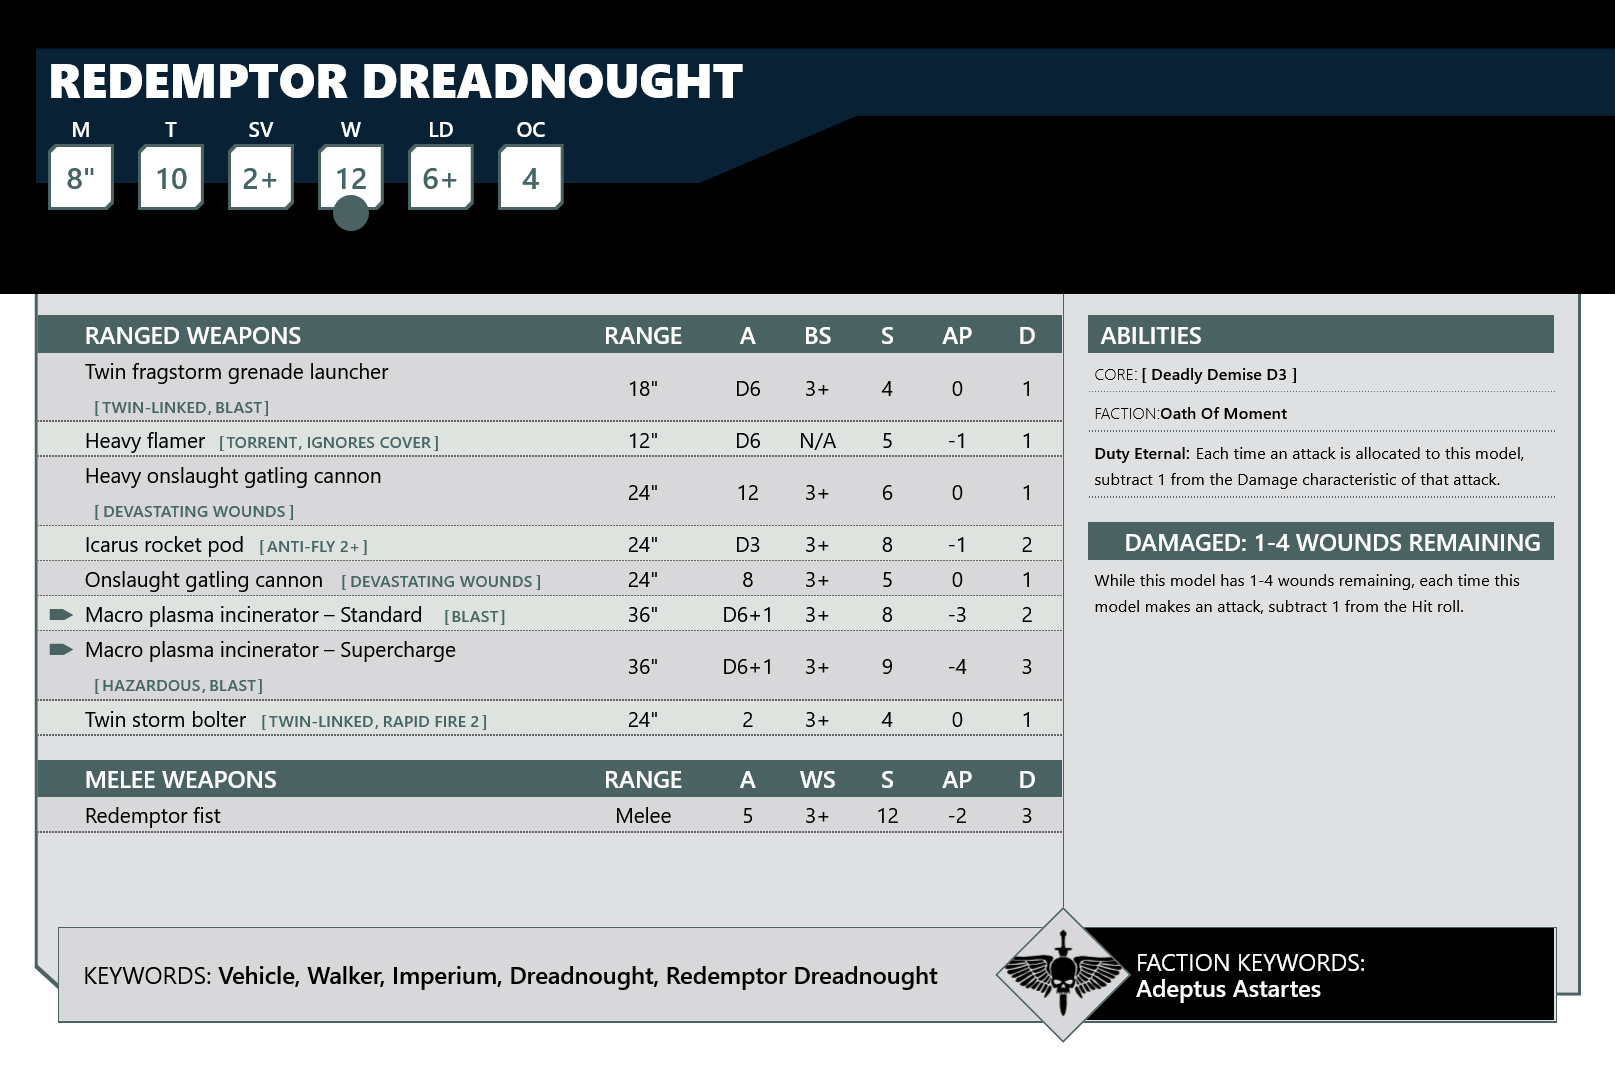 REDEMPTOR DREADNOUGHT
M T SV W LD OC
8" 10 2+ 12 6+ 4
RANGED WEAPONS RANGE A BS S AP D
Twin fragstorm grenade launcher
[TWIN-LINKED, BLAST] 18" D6 3+ 4 0 1
Heavy flamer [TORRENT, IGNORES COVER] 12" D6 N/A 5 -1 1
Heavy onslaught gatling cannon
[DEVASTATING WOUNDS] 24" 12 3+ 6 0 1
Icarus rocket pod [ANTI-FLY 2+] 24" D3 3+ 8 -1 2
Onslaught gatling cannon [DEVASTATING WOUNDS] 24" 8 3+ 5 0 1
Macro plasma incinerator – Standard [BLAST] 36" D6+1 3+ 8 -3 2
Macro plasma incinerator – Supercharge
[HAZARDOUS, BLAST] 36" D6+1 3+ 9 -4 3
Twin storm bolter [TWIN-LINKED, RAPID FIRE 2] 24" 2 3+ 4 0 1
MELEE WEAPONS RANGE A WS S AP D
Redemptor fist Melee 5 3+ 12 -2 3
ABILITIES
CORE: [ Deadly Demise D3 ]
FACTION:Oath Of Moment
Duty Eternal: Each time an attack is allocated to this model,
subtract 1 from the Damage characteristic of that attack.
DAMAGED: 1-4 WOUNDS REMAINING
While this model has 1-4 wounds remaining, each time this
model makes an attack, subtract 1 from the Hit roll.
KEYWORDS: Vehicle, Walker, Imperium, Dreadnought, Redemptor Dreadnought
FACTION KEYWORDS:
Adeptus Astartes